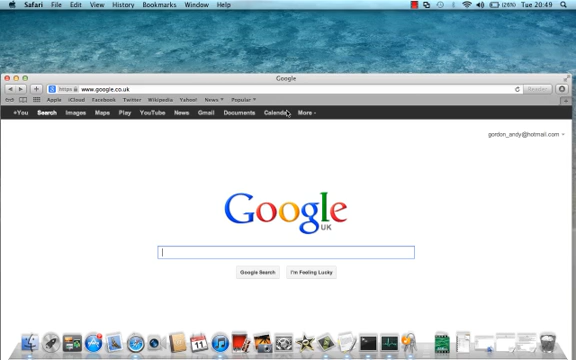 Safari File Edit View History Bookmarks Window Help Tue 20:49
Google
https www.google.co.uk Reader
Apple iCloud Facebook Twitter Wikipedia Yahoo! News Popular
+You Search Images Maps Play YouTube News Gmail Documents Calendar More
gordon_andy@hotmail.com
Google
UK
Google Search I'm Feeling Lucky